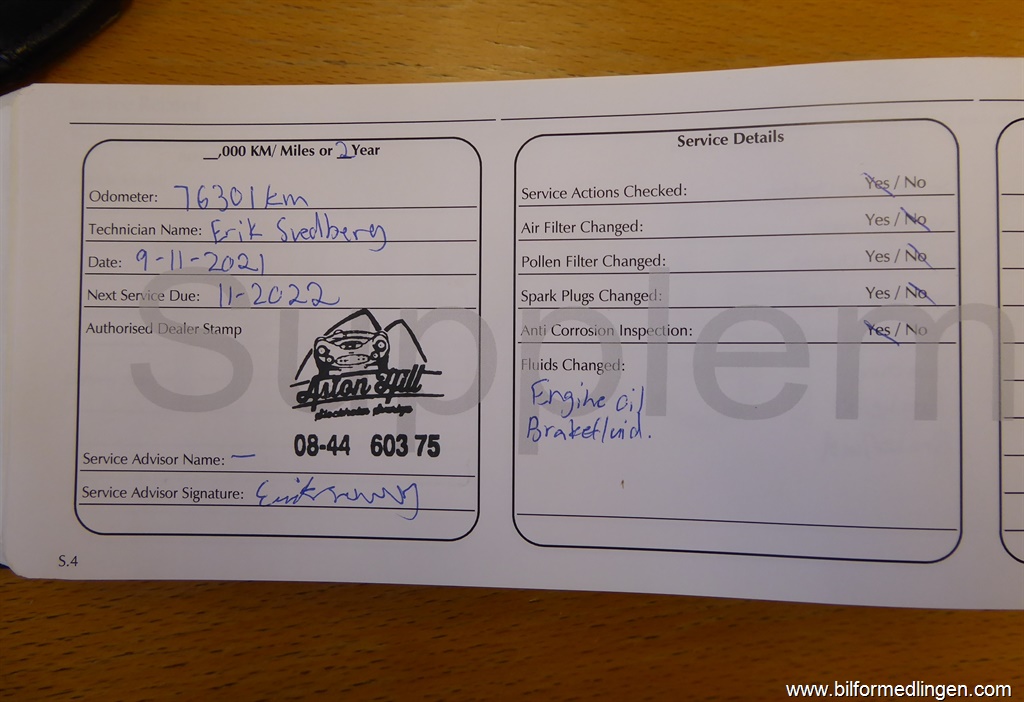 __,000 KM/ Miles or 2 Year
Odometer: 76301km
Technician Name: Erik Svedberg
Date: 9-11-2021
Next Service Due: 11-2022
Authorised Dealer Stamp
Aston Hill
08-44 603 75
Service Advisor Name: —
Service Advisor Signature:
S.4
Service Details
Service Actions Checked: Yes / No
Air Filter Changed: Yes / No
Pollen Filter Changed: Yes / No
Spark Plugs Changed: Yes / No
Anti Corrosion Inspection: Yes / No
Fluids Changed:
Engine oil
Brakefluid.
Supplem
www.bilformedlingen.com